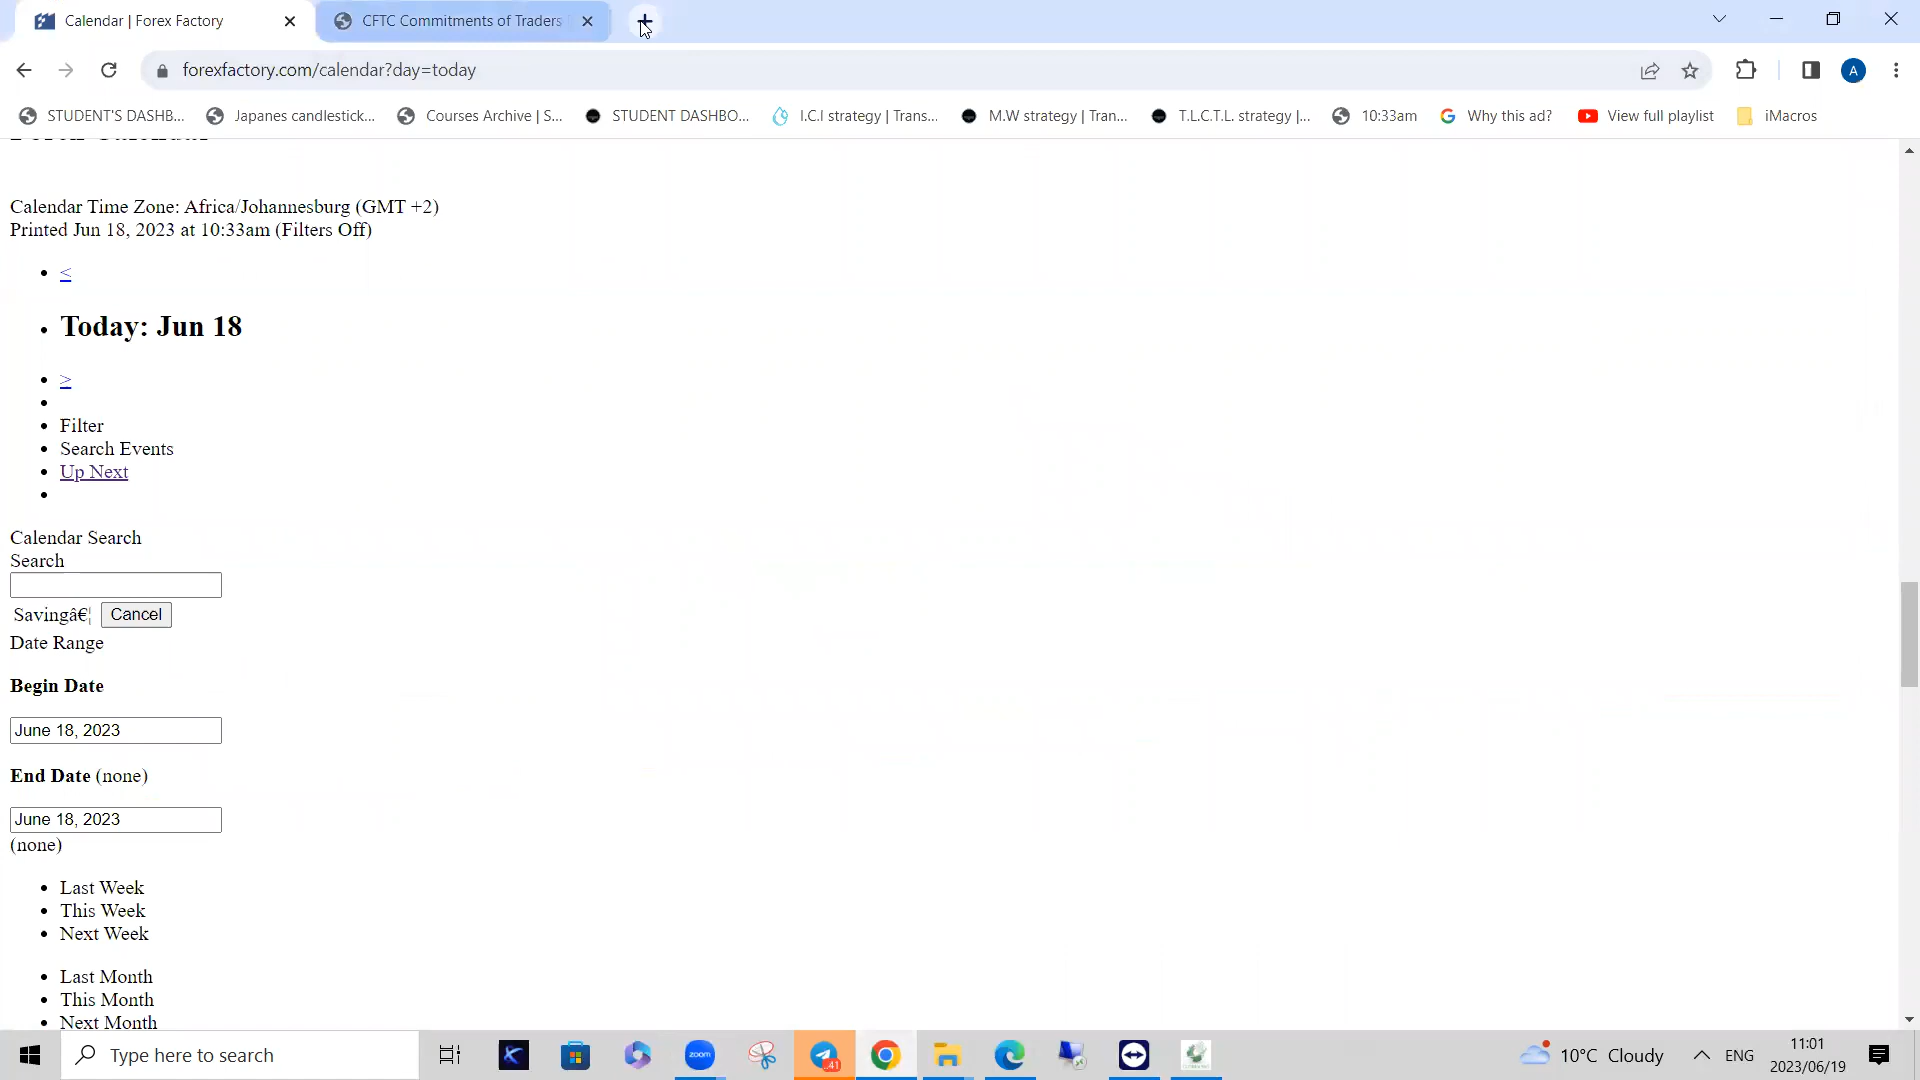 Calendar | Forex Factory
CFTC Commitments of Traders
forexfactory.com/calendar?day=today
A
STUDENT'S DASHB...
Japanes candlestick...
Courses Archive | S...
STUDENT DASHBO...
I.C.I strategy | Trans...
M.W strategy | Tran...
T.L.C.T.L. strategy |...
10:33am
Why this ad?
View full playlist
iMacros
Calendar Time Zone: Africa/Johannesburg (GMT +2)
Printed Jun 18, 2023 at 10:33am (Filters Off)
<
Today: Jun 18
>
Filter
Search Events
Up Next
Calendar Search
Search
Savingâ€¦ Cancel
Date Range
Begin Date
June 18, 2023
End Date (none)
June 18, 2023
(none)
Last Week
This Week
Next Week
Last Month
This Month
Next Month
Type here to search
zoom
41
10°C Cloudy
ENG
11:01
2023/06/19